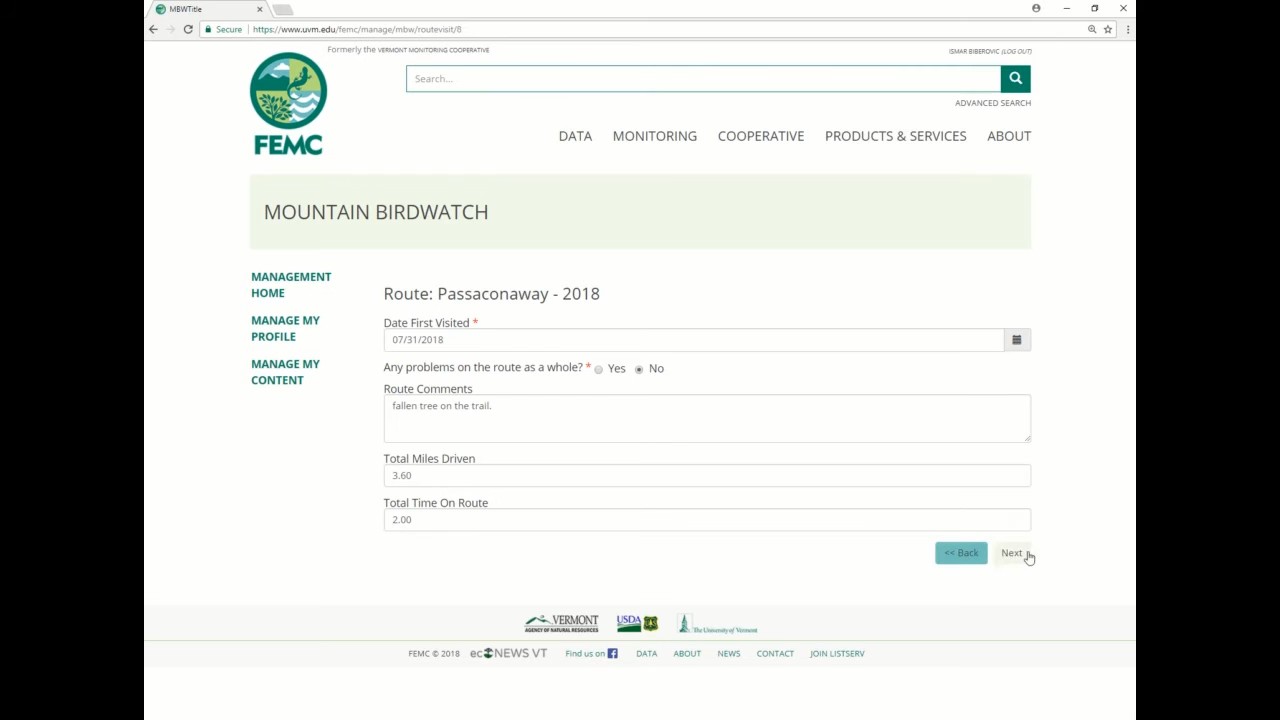 MBWTitle
Secure
https://www.uvm.edu/femc/manage/mbw/routevisit/8
Formerly the VERMONT MONITORING COOPERATIVE
ISMAR BIBEROVIC (LOG OUT)
Search...
ADVANCED SEARCH
FEMC
DATA MONITORING COOPERATIVE PRODUCTS & SERVICES ABOUT
MOUNTAIN BIRDWATCH
MANAGEMENT
HOME
MANAGE MY
PROFILE
MANAGE MY
CONTENT
Route: Passaconaway - 2018
Date First Visited *
07/31/2018
Any problems on the route as a whole? * Yes No
Route Comments
fallen tree on the trail.
Total Miles Driven
3.60
Total Time On Route
2.00
<< Back Next
VERMONT
AGENCY OF NATURAL RESOURCES
USDA
The University of Vermont
FEMC © 2018 ecoNEWS VT Find us on DATA ABOUT NEWS CONTACT JOIN LISTSERV